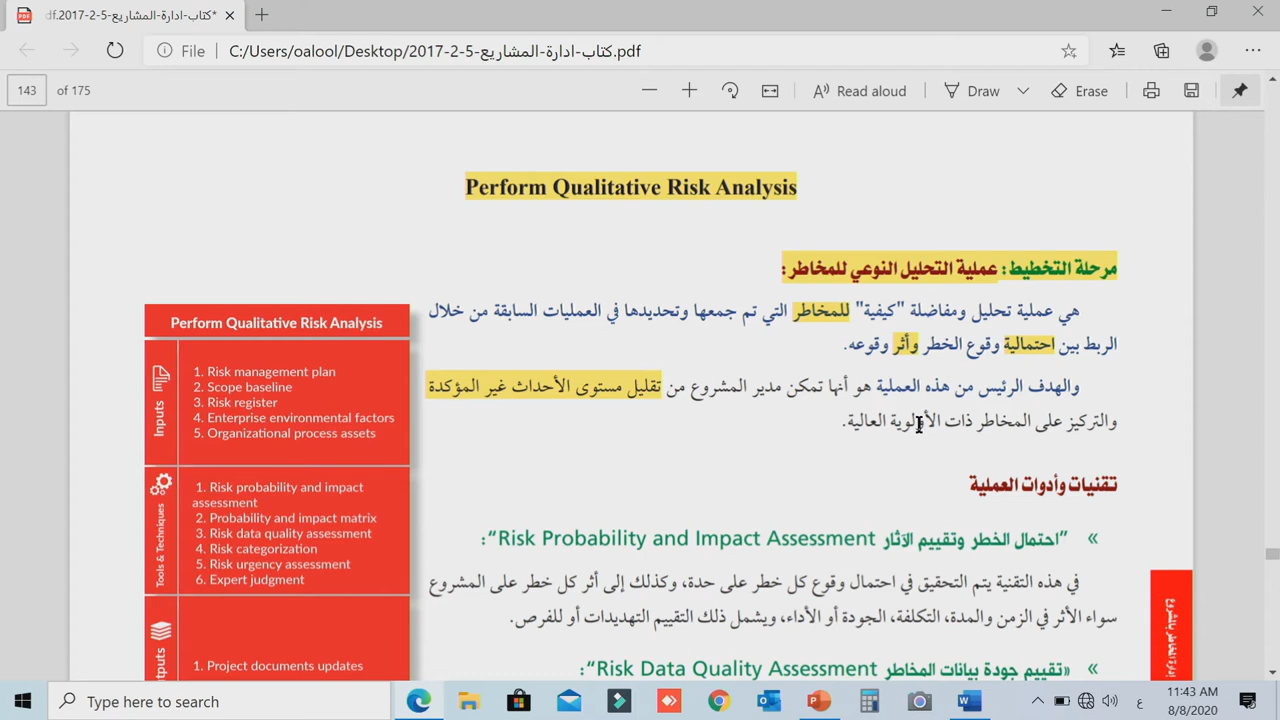 كتاب-ادارة-المشاريع-5-2-2017.df*
File C:/Users/oalool/Desktop/2017-2-5-كتاب-ادارة-المشاريع.pdf
143 of 175
Read aloud
Draw
Erase
Perform Qualitative Risk Analysis
مرحلة التخطيط : عملية التحليل النوعي للمخاطر :
هي عملية تحليل ومفاضلة "كيفية" للمخاطر التي تم جمعها وتحديدها في العمليات السابقة من خلال
الربط بين احتمالية وقوع الخطر وأثر وقوعه.
والهدف الرئيس من هذه العملية هو أنها تمكن مدير المشروع من تقليل مستوى الأحداث غير المؤكدة
والتركيز على المخاطر ذات الأولوية العالية.
تقنيات وأدوات العملية
» "احتمال الخطر وتقييم الآثار Risk Probability and Impact Assessment":
في هذه التقنية يتم التحقيق في احتمال وقوع كل خطر على حدة، وكذلك إلى أثر كل خطر على المشروع
سواء الأثر في الزمن والمدة، التكلفة، الجودة أو الأداء، ويشمل ذلك التقييم التهديدات أو للفرص.
» «تقييم جودة بيانات المخاطر Risk Data Quality Assessment":
Perform Qualitative Risk Analysis
Inputs
1. Risk management plan
2. Scope baseline
3. Risk register
4. Enterprise environmental factors
5. Organizational process assets
Tools & Techniques
1. Risk probability and impact
assessment
2. Probability and impact matrix
3. Risk data quality assessment
4. Risk categorization
5. Risk urgency assessment
6. Expert judgment
1. Project documents updates
إدارة المخاطر بالمشروع
Type here to search
ع
11:43 AM
8/8/2020